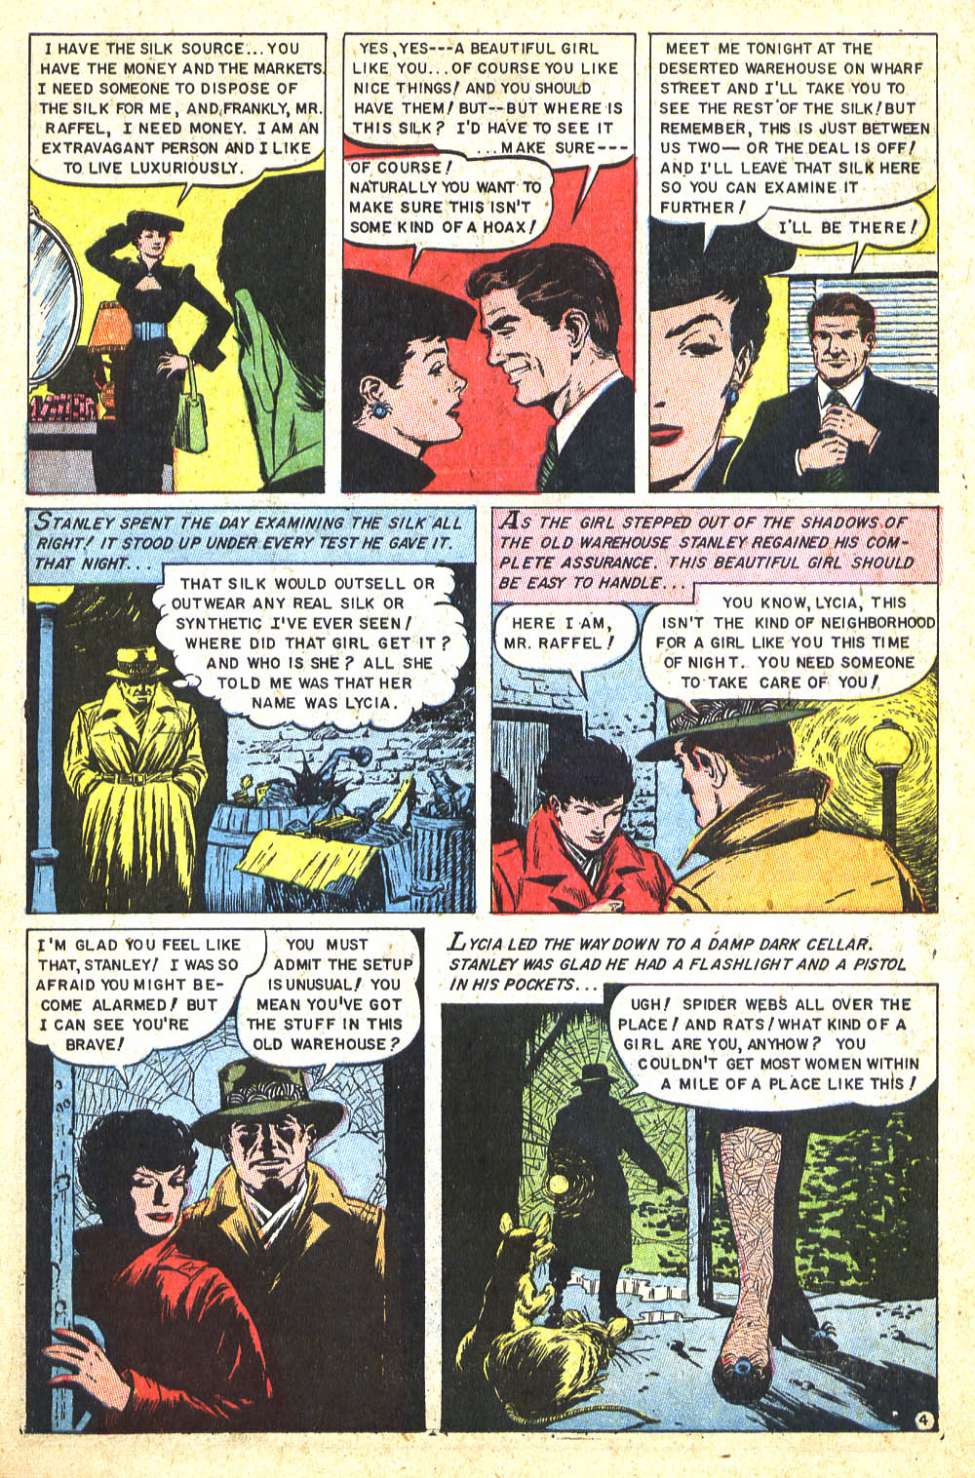 I HAVE THE SILK SOURCE...YOU
HAVE THE MONEY AND THE MARKETS.
I NEED SOMEONE TO DISPOSE OF
THE SILK FOR ME, AND FRANKLY, MR.
RAFFEL, I NEED MONEY. I AM AN
EXTRAVAGANT PERSON AND I LIKE
TO LIVE LUXURIOUSLY.
YES, YES---A BEAUTIFUL GIRL
LIKE YOU...OF COURSE YOU LIKE
NICE THINGS! AND YOU SHOULD
HAVE THEM! BUT--BUT WHERE IS
THIS SILK? I'D HAVE TO SEE IT
...MAKE SURE---
OF COURSE!
NATURALLY YOU WANT TO
MAKE SURE THIS ISN'T
SOME KIND OF A HOAX!
MEET ME TONIGHT AT THE
DESERTED WAREHOUSE ON WHARF
STREET AND I'LL TAKE YOU TO
SEE THE REST OF THE SILK! BUT
REMEMBER, THIS IS JUST BETWEEN
US TWO— OR THE DEAL IS OFF!
AND I'LL LEAVE THAT SILK HERE
SO YOU CAN EXAMINE IT
FURTHER!
I'LL BE THERE!
STANLEY SPENT THE DAY EXAMINING THE SILK ALL
RIGHT! IT STOOD UP UNDER EVERY TEST HE GAVE IT.
THAT NIGHT...
THAT SILK WOULD OUTSELL OR
OUTWEAR ANY REAL SILK OR
SYNTHETIC I'VE EVER SEEN!
WHERE DID THAT GIRL GET IT?
AND WHO IS SHE? ALL SHE
TOLD ME WAS THAT HER
NAME WAS LYCIA.
AS THE GIRL STEPPED OUT OF THE SHADOWS OF
THE OLD WAREHOUSE STANLEY REGAINED HIS COM-
PLETE ASSURANCE. THIS BEAUTIFUL GIRL SHOULD
BE EASY TO HANDLE...
HERE I AM,
MR. RAFFEL!
YOU KNOW, LYCIA, THIS
ISN'T THE KIND OF NEIGHBORHOOD
FOR A GIRL LIKE YOU THIS TIME
OF NIGHT. YOU NEED SOMEONE
TO TAKE CARE OF YOU!
I'M GLAD YOU FEEL LIKE
THAT, STANLEY! I WAS SO
AFRAID YOU MIGHT BE-
COME ALARMED! BUT
I CAN SEE YOU'RE
BRAVE!
YOU MUST
ADMIT THE SETUP
IS UNUSUAL! YOU
MEAN YOU'VE GOT
THE STUFF IN THIS
OLD WAREHOUSE?
LYCIA LED THE WAY DOWN TO A DAMP DARK CELLAR.
STANLEY WAS GLAD HE HAD A FLASHLIGHT AND A PISTOL
IN HIS POCKETS...
UGH! SPIDER WEBS ALL OVER THE
PLACE! AND RATS! WHAT KIND OF A
GIRL ARE YOU, ANYHOW? YOU
COULDN'T GET MOST WOMEN WITHIN
A MILE OF A PLACE LIKE THIS!
4